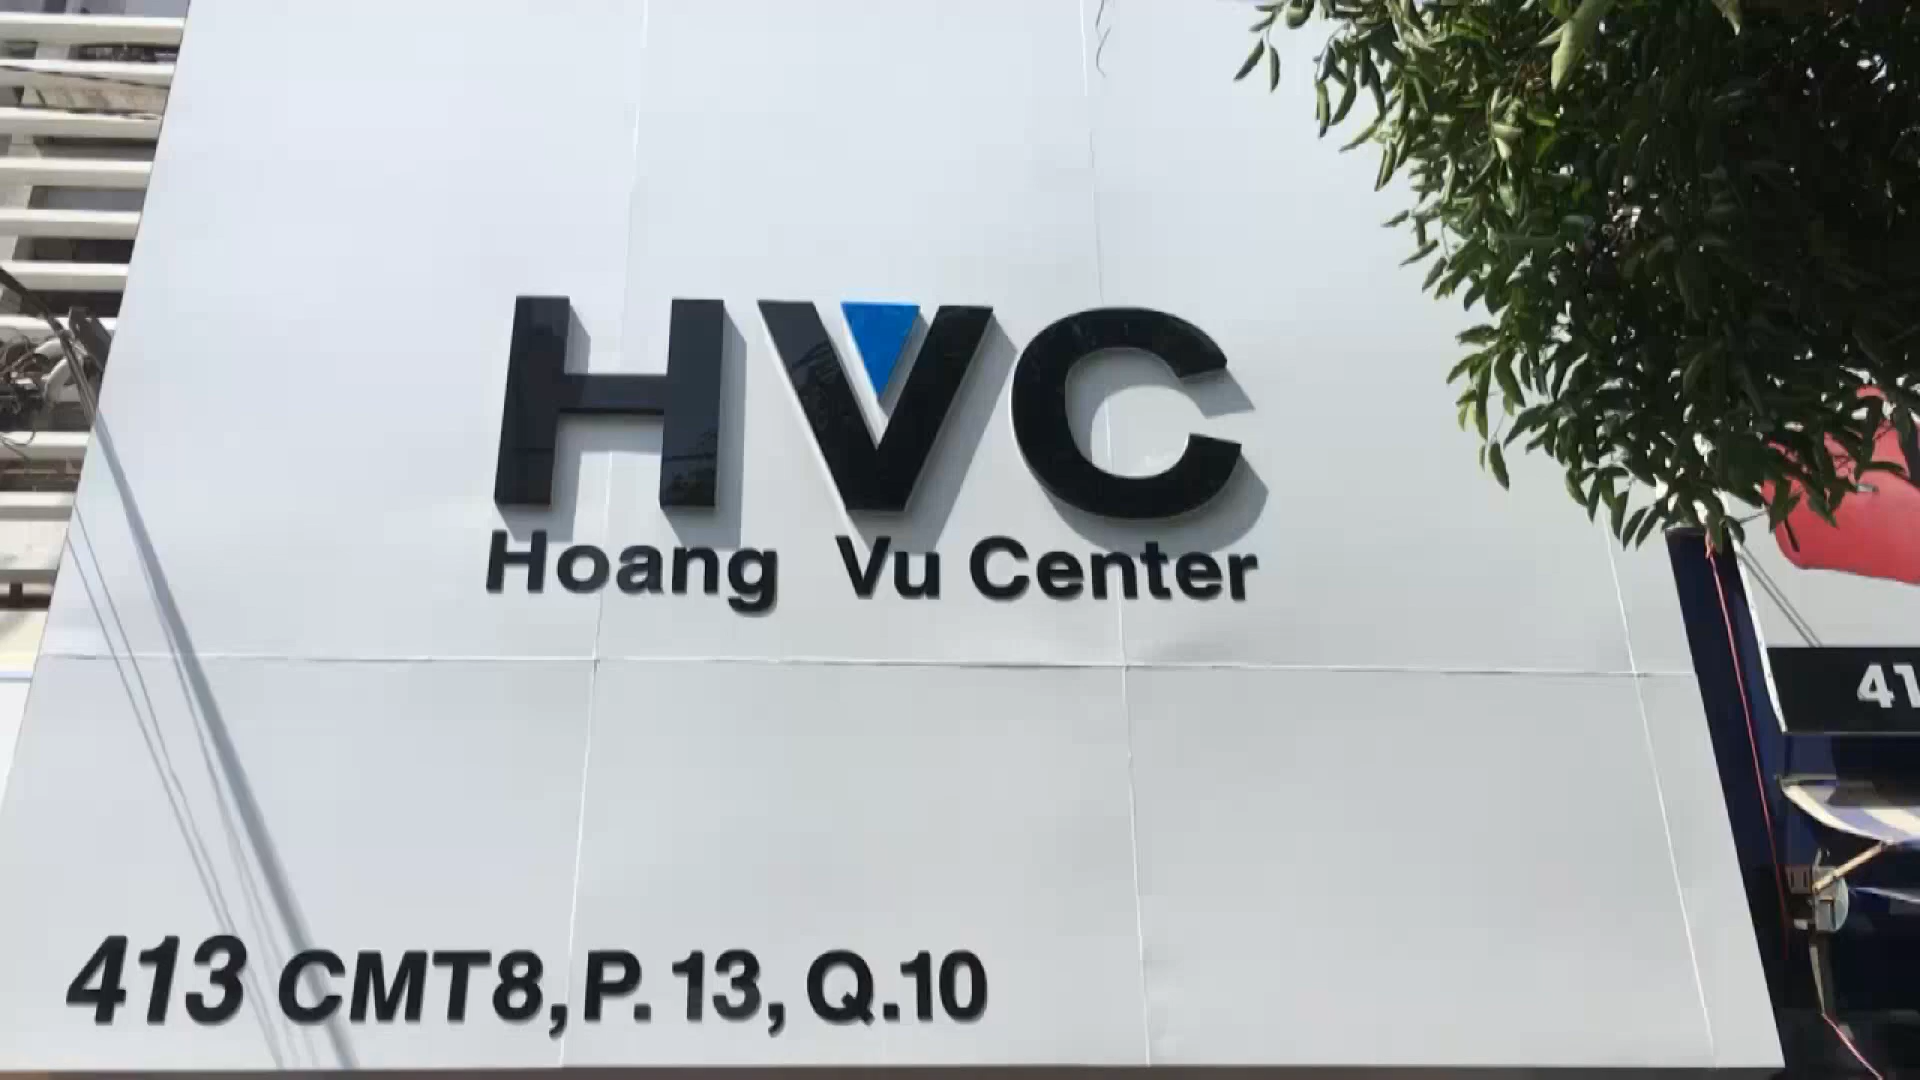 HVC
Hoang Vu Center
413 CMT8, P. 13, Q.10